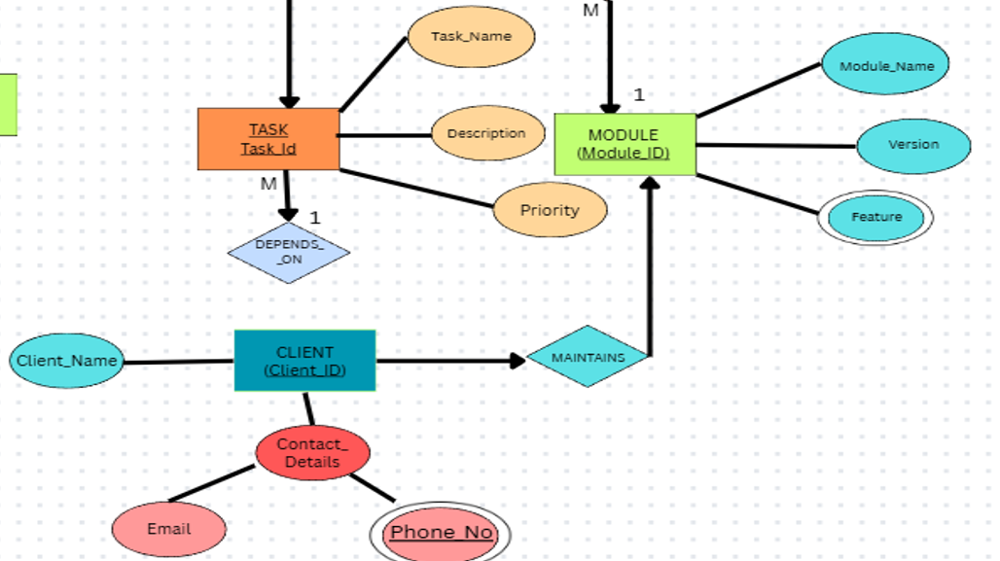 M
Task_Name
Module_Name
1
TASK
Task_Id
Description
MODULE
(Module_ID)
Version
M
Priority
Feature
1
DEPENDS_
_ON
Client_Name
CLIENT
(Client_ID)
MAINTAINS
Contact_
Details
Email
Phone_No